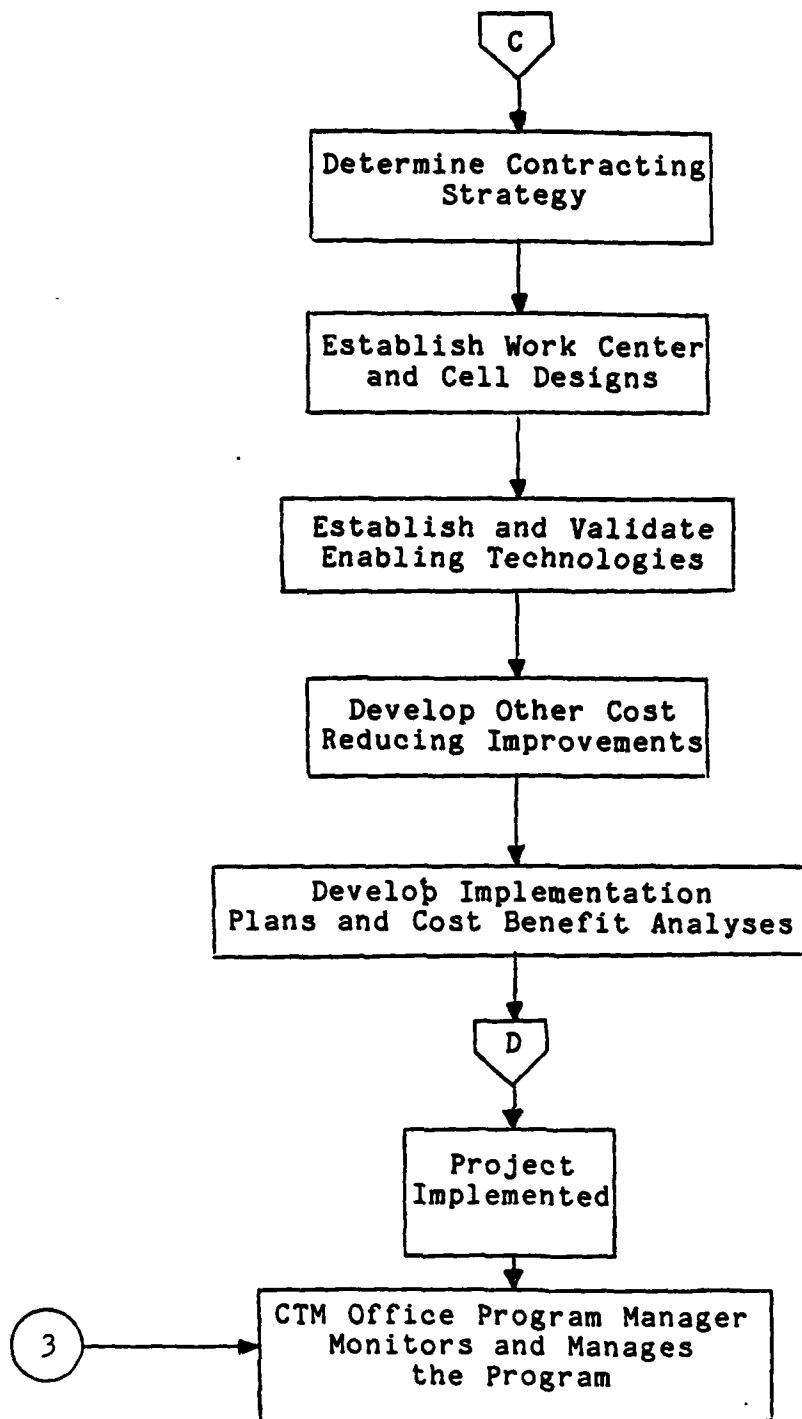 C
Determine Contracting
Strategy
Establish Work Center
and Cell Designs
Establish and Validate
Enabling Technologies
Develop Other Cost
Reducing Improvements
Develop Implementation
Plans and Cost Benefit Analyses
D
Project
Implemented
CTM Office Program Manager
3
Monitors and Manages
the Program